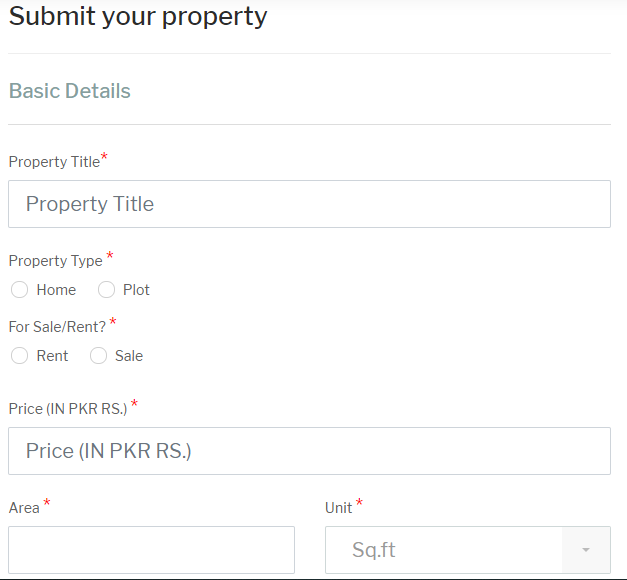 Submit your property
Basic Details
Property Title*
Property Title
Property Type *
Home Plot
For Sale/Rent? *
Rent Sale
Price (IN PKR RS.) *
Price (IN PKR RS.)
Area * Unit *
Sq.ft